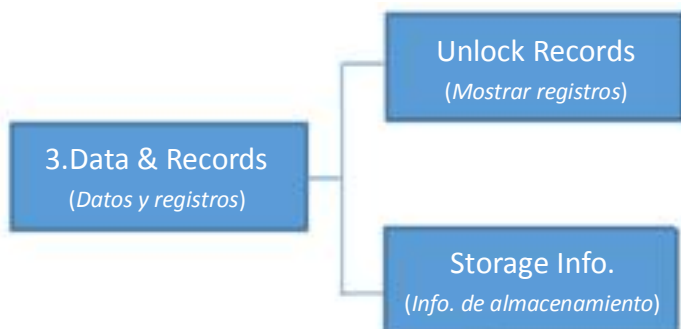 Unlock Records
(Mostrar registros)
3.Data & Records
(Datos y registros)
Storage Info.
(Info. de almacenamiento)